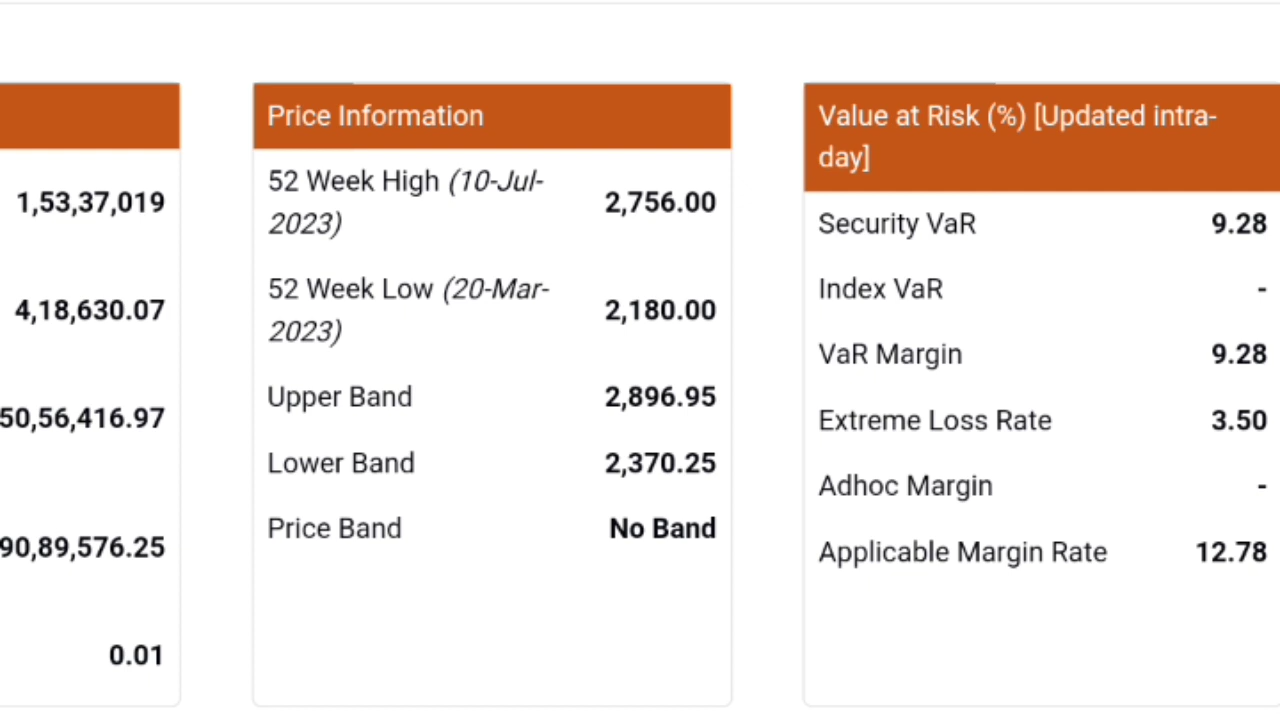 1,53,37,019
4,18,630.07
50,56,416.97
90,89,576.25
0.01
Price Information
52 Week High (10-Jul-
2023) 2,756.00
52 Week Low (20-Mar-
2023) 2,180.00
Upper Band 2,896.95
Lower Band 2,370.25
Price Band No Band
Value at Risk (%) [Updated intra-
day]
Security VaR 9.28
Index VaR -
VaR Margin 9.28
Extreme Loss Rate 3.50
Adhoc Margin -
Applicable Margin Rate 12.78